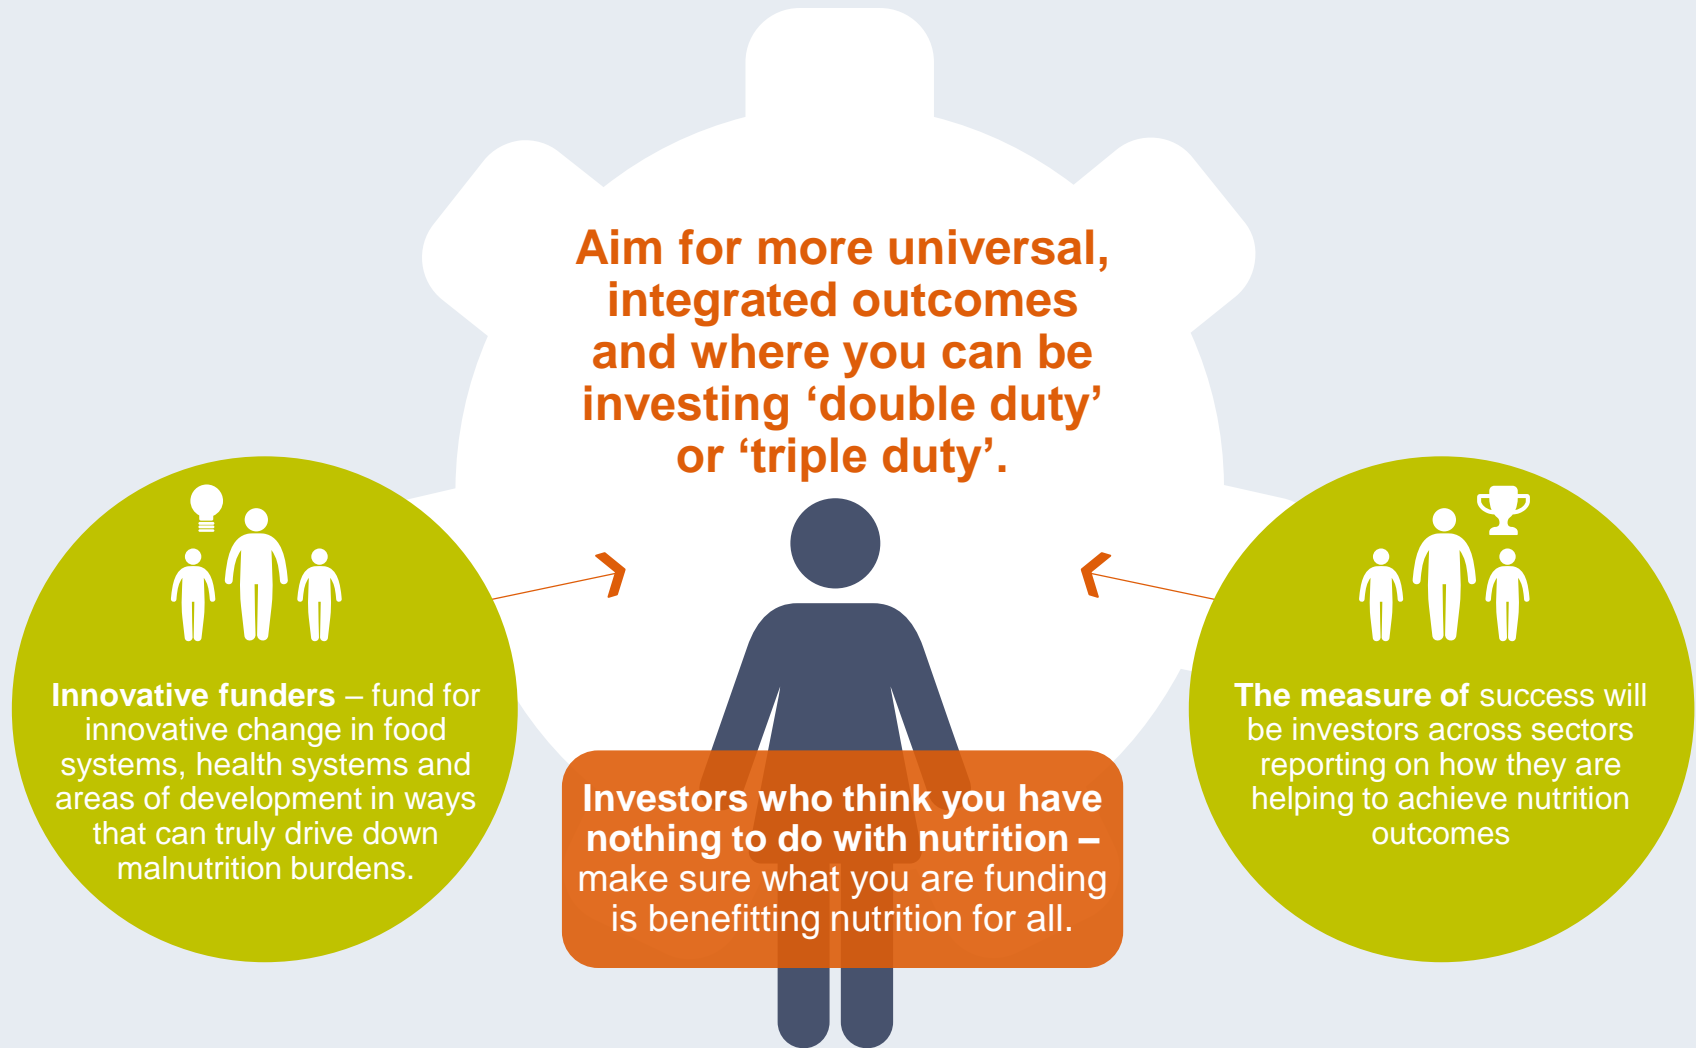 Aim for more universal,
integrated outcomes
and where you can be
investing ‘double duty’
or ‘triple duty’.
Innovative funders – fund for
innovative change in food
systems, health systems and
areas of development in ways
that can truly drive down
malnutrition burdens.
Investors who think you have
nothing to do with nutrition –
make sure what you are funding
is benefitting nutrition for all.
The measure of success will
be investors across sectors
reporting on how they are
helping to achieve nutrition
outcomes